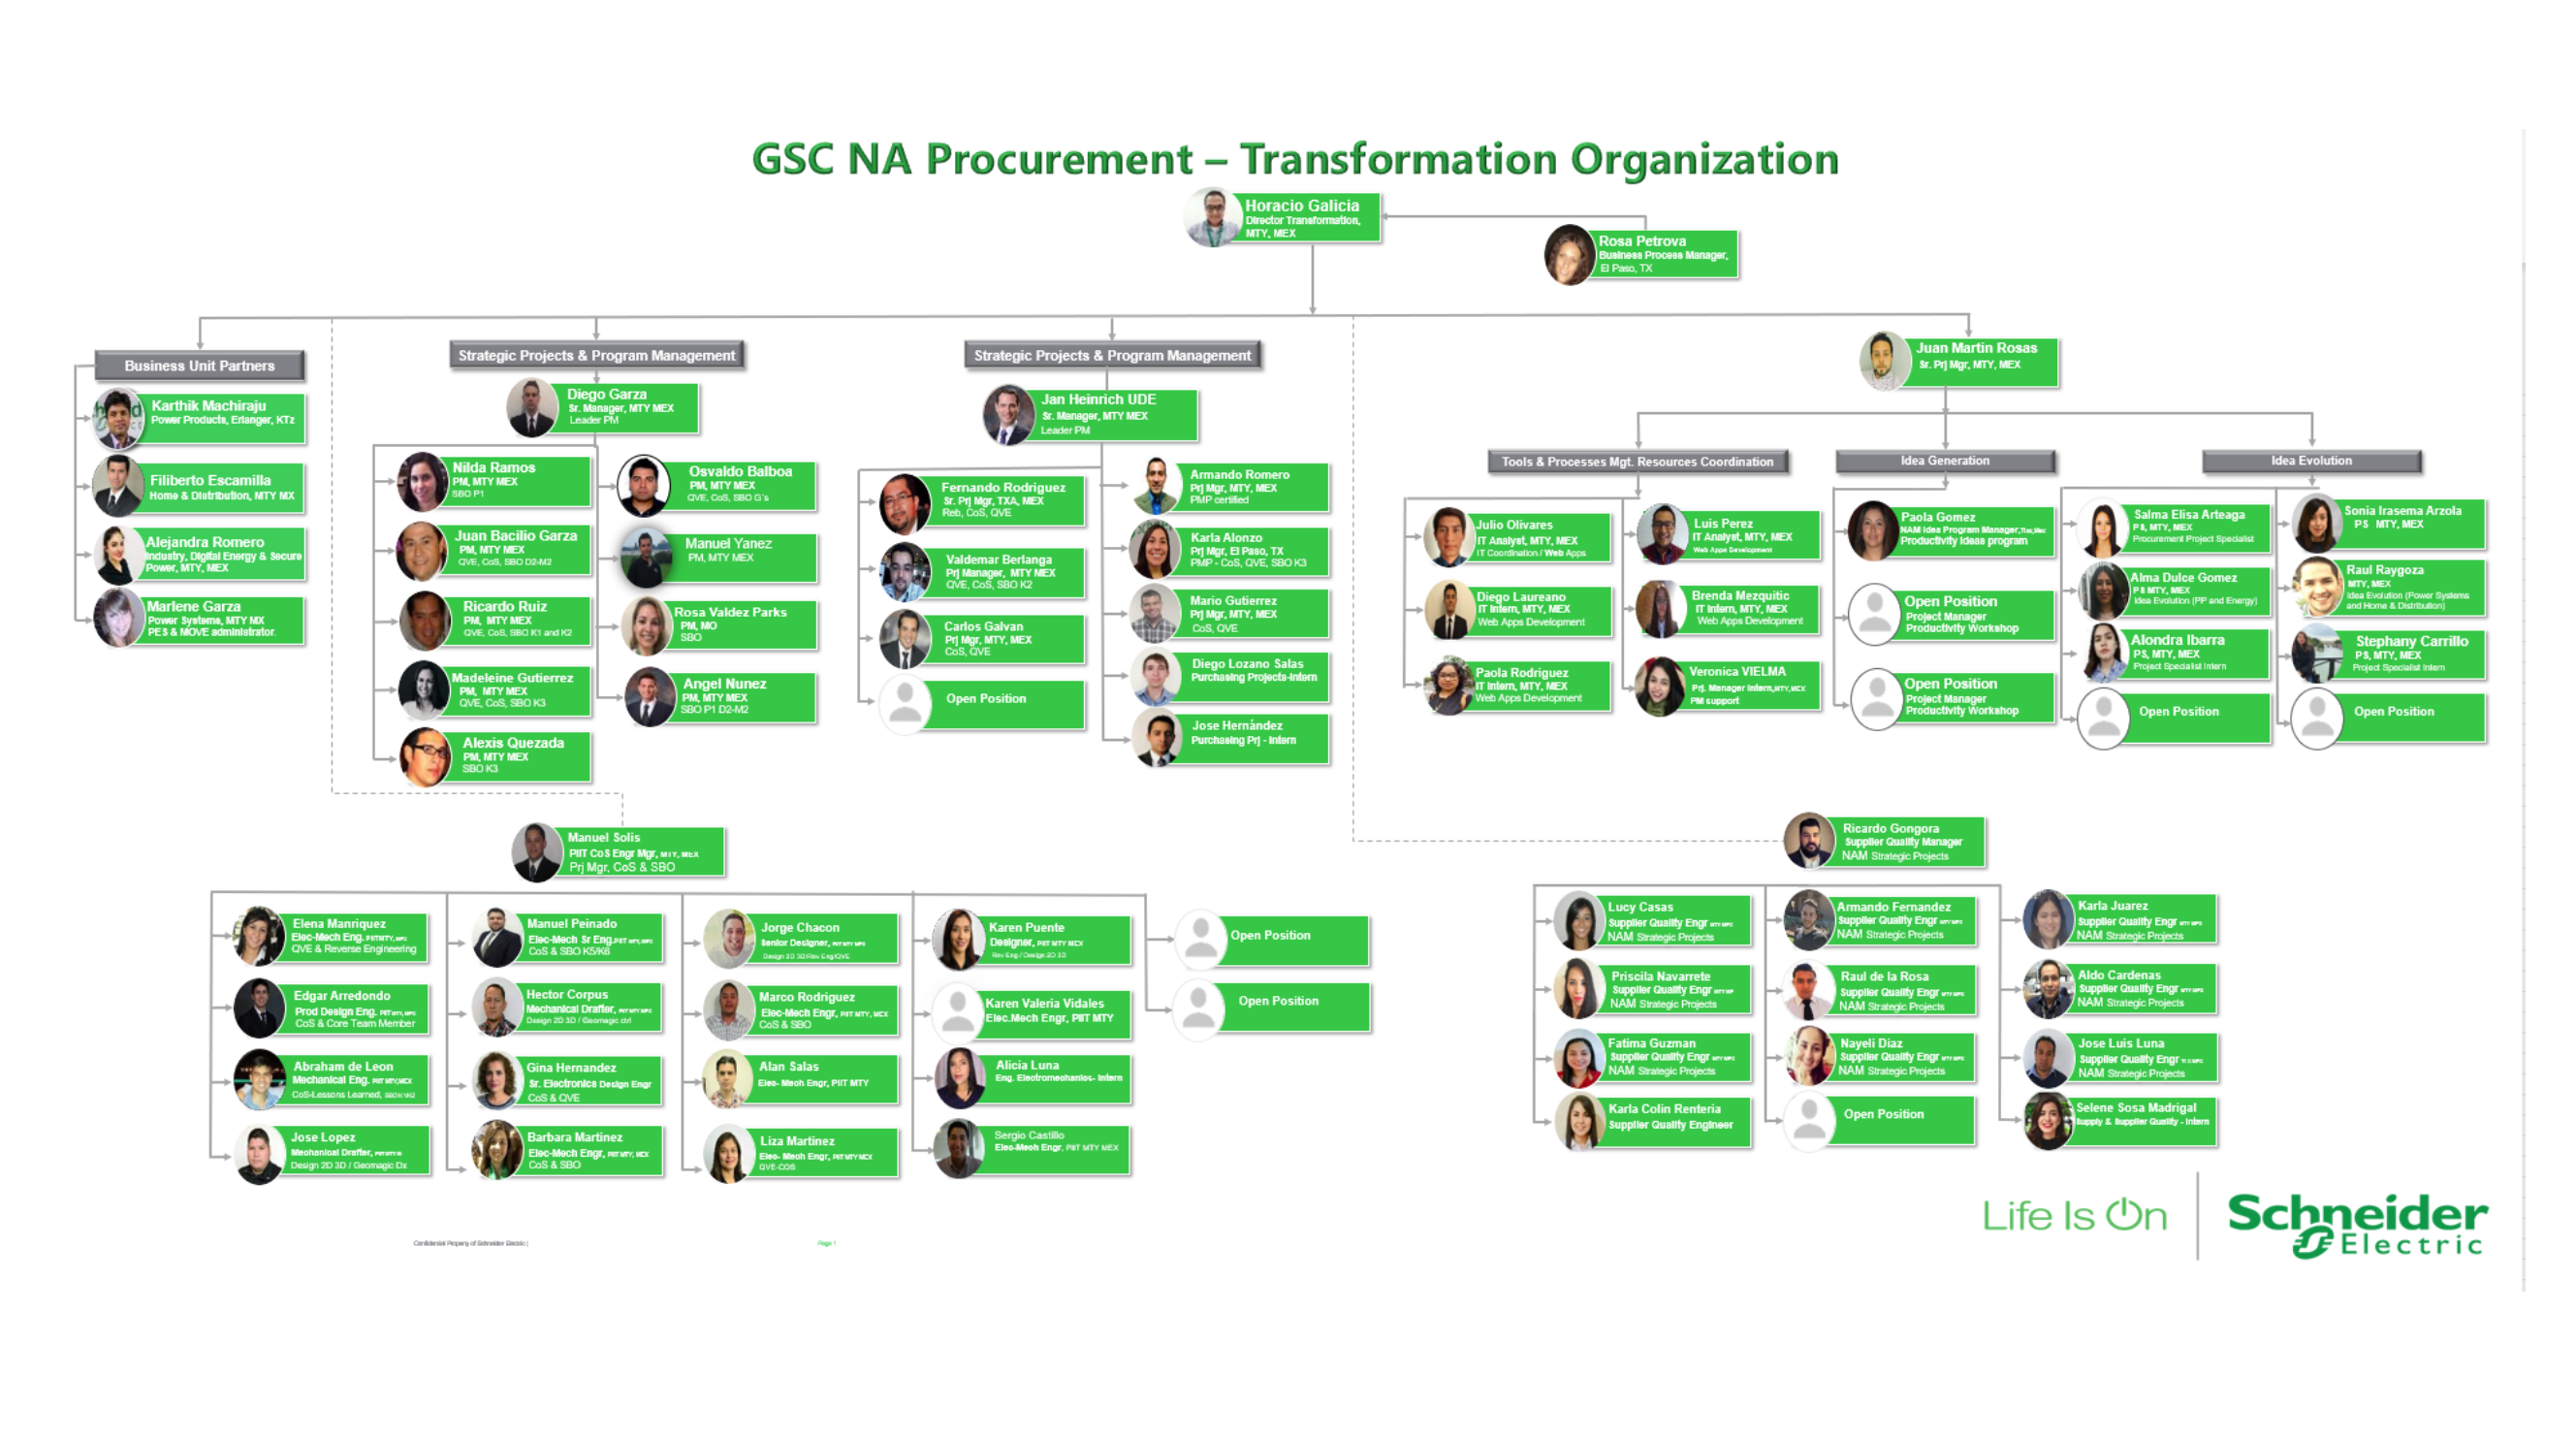 GSC NA Procurement – Transformation Organization
Horacio Galicia
Director Transformation,
MTY, MEX
Rosa Petrova
Business Process Manager,
El Paso, TX
Business Unit Partners
Karthik Machiraju
Power Products, Erlanger, KTz
Filiberto Escamilla
Home & Distribution, MTY MX
Alejandra Romero
Industry, Digital Energy & Secure
Power, MTY, MEX
Marlene Garza
Power Systems, MTY MX
PES & MOVE administrator.
Strategic Projects & Program Management
Diego Garza
Sr. Manager, MTY MEX
Leader PM
Nilda Ramos
PM, MTY MEX
SBO P1
Juan Bacilio Garza
PM, MTY MEX
QVE, CoS, SBO D2-M2
Ricardo Ruiz
PM, MTY MEX
QVE, CoS, SBO K1 and K2
Madeleine Gutierrez
PM, MTY MEX
QVE, CoS, SBO K3
Alexis Quezada
PM, MTY MEX
SBO K3
Osvaldo Balboa
PM, MTY MEX
QVE, CoS, SBO G's
Manuel Yanez
PM, MTY MEX
Rosa Valdez Parks
PM, MO
SBO
Angel Nunez
PM, MTY MEX
SBO P1 D2-M2
Strategic Projects & Program Management
Jan Heinrich UDE
Sr. Manager, MTY MEX
Leader PM
Fernando Rodriguez
Sr. Prj Mgr, TXA, MEX
Reb, CoS, QVE
Valdemar Berlanga
Prj Manager, MTY MEX
QVE, CoS, SBO K2
Carlos Galvan
Prj Mgr, MTY, MEX
CoS, QVE
Open Position
Armando Romero
Prj Mgr, MTY, MEX
PMP certified
Karla Alonzo
Prj Mgr, El Paso, TX
PMP - CoS, QVE, SBO K3
Mario Gutierrez
Prj Mgr, MTY, MEX
CoS, QVE
Diego Lozano Salas
Purchasing Projects-Intern
Jose Hernández
Purchasing Prj - Intern
Juan Martin Rosas
Sr. Prj Mgr, MTY, MEX
Tools & Processes Mgt. Resources Coordination
Julio Olivares
IT Analyst, MTY, MEX
IT Coordination / Web Apps
Diego Laureano
IT Intern, MTY, MEX
Web Apps Development
Paola Rodriguez
IT Intern, MTY, MEX
Web Apps Development
Luis Perez
IT Analyst, MTY, MEX
Web Apps Development
Brenda Mezquitic
IT Intern, MTY, MEX
Web Apps Development
Veronica VIELMA
Prj. Manager Intern, MTY, MEX
PM support
Idea Generation
Paola Gomez
NAM Idea Program Manager,
Productivity Ideas program
Open Position
Project Manager
Productivity Workshop
Open Position
Project Manager
Productivity Workshop
Idea Evolution
Salma Elisa Arteaga
PS, MTY, MEX
Procurement Project Specialist
Alma Dulce Gomez
PS MTY, MEX
Idea Evolution (PP and Energy)
Alondra Ibarra
PS, MTY, MEX
Project Specialist Intern
Open Position
Sonia Irasema Arzola
PS MTY, MEX
Raul Raygoza
MTY, MEX
Idea Evolution (Power Systems
and Home & Distribution)
Stephany Carrillo
PS, MTY, MEX
Project Specialist Intern
Open Position
Manuel Solis
PIIT CoS Engr Mgr, MTY, MEX
Prj Mgr, CoS & SBO
Elena Manriquez
Elec-Mech Eng.
QVE & Reverse Engineering
Edgar Arredondo
Prod Design Eng.
CoS & Core Team Member
Abraham de Leon
Mechanical Eng.
CoS-Lessons Learned,
Jose Lopez
Mechanical Drafter,
Design 2D 3D / Geomagic Dx
Manuel Peinado
Elec-Mech Sr Eng.
CoS & SBO K5/K6
Hector Corpus
Mechanical Drafter,
Design 2D 3D / Geomagic ctrl
Gina Hernandez
Sr. Electronics Design Engr
CoS & QVE
Barbara Martinez
Elec-Mech Engr, PIIT MTY, MEX
CoS & SBO
Jorge Chacon
Senior Designer,
Design 2D 3D/Rev Eng/QVE
Marco Rodriguez
Elec-Mech Engr, PIIT MTY, MEX
CoS & SBO
Alan Salas
Elec- Mech Engr, PIIT MTY
Liza Martinez
Elec- Mech Engr, PIIT MTY MEX
QVE-COS
Karen Puente
Designer, PIIT MTY MEX
Rev Eng / Design 2D 3D
Karen Valeria Vidales
Elec.Mech Engr, PIIT MTY
Alicia Luna
Eng. Electromechanics- Intern
Sergio Castillo
Elec-Mech Engr, PIIT MTY MEX
Open Position
Open Position
Ricardo Gongora
Supplier Quality Manager
NAM Strategic Projects
Lucy Casas
Supplier Quality Engr
NAM Strategic Projects
Priscila Navarrete
Supplier Quality Engr
NAM Strategic Projects
Fatima Guzman
Supplier Quality Engr
NAM Strategic Projects
Karla Colin Renteria
Supplier Quality Engineer
Armando Fernandez
Supplier Quality Engr
NAM Strategic Projects
Raul de la Rosa
Supplier Quality Engr
NAM Strategic Projects
Nayeli Diaz
Supplier Quality Engr
NAM Strategic Projects
Open Position
Karla Juarez
Supplier Quality Engr
NAM Strategic Projects
Aldo Cardenas
Supplier Quality Engr
NAM Strategic Projects
Jose Luis Luna
Supplier Quality Engr
NAM Strategic Projects
Selene Sosa Madrigal
Supply & Supplier Quality - Intern
Life Is On
Schneider
Electric
Confidential Property of Schneider Electric |
Page 1